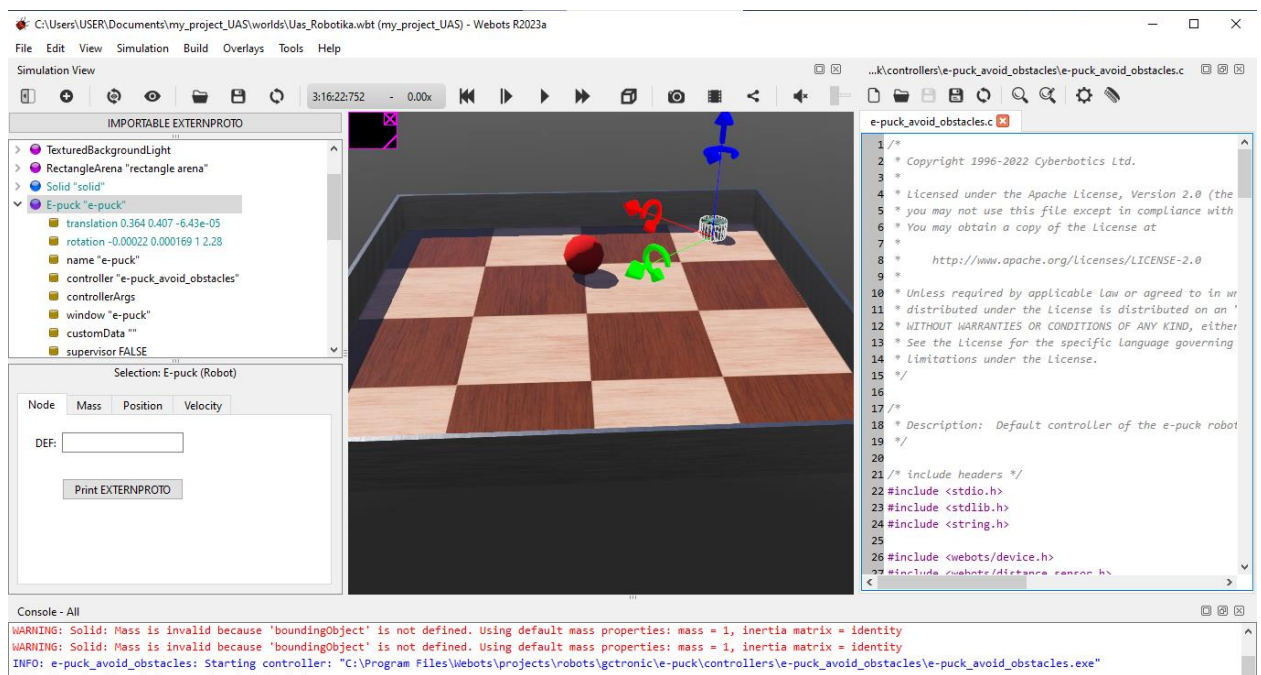 C:\Users\USER\Documents\my_project_UAS\worlds\Uas_Robotika.wbt (my_project_UAS) - Webots R2023a
File Edit View Simulation Build Overlays Tools Help
Simulation View
3:16:22:752 - 0.00x
IMPORTABLE EXTERNPROTO
TexturedBackgroundLight
RectangleArena "rectangle arena"
Solid "solid"
E-puck "e-puck"
translation 0.364 0.407 -6.43e-05
rotation -0.00022 0.000169 1 2.28
name "e-puck"
controller "e-puck_avoid_obstacles"
controllerArgs
window "e-puck"
customData ""
supervisor FALSE
Selection: E-puck (Robot)
Node Mass Position Velocity
DEF:
Print EXTERNPROTO
...k\controllers\e-puck_avoid_obstacles\e-puck_avoid_obstacles.c
e-puck_avoid_obstacles.c
1 /*
2 * Copyright 1996-2022 Cyberbotics Ltd.
3 *
4 * Licensed under the Apache License, Version 2.0 (the
5 * you may not use this file except in compliance with
6 * You may obtain a copy of the License at
7 *
8 * http://www.apache.org/licenses/LICENSE-2.0
9 *
10 * Unless required by applicable law or agreed to in wr
11 * distributed under the License is distributed on an "
12 * WITHOUT WARRANTIES OR CONDITIONS OF ANY KIND, either
13 * See the License for the specific language governing
14 * limitations under the License.
15 */
16
17 /*
18 * Description: Default controller of the e-puck robot
19 */
20
21 /* include headers */
22 #include <stdio.h>
23 #include <stdlib.h>
24 #include <string.h>
25
26 #include <webots/device.h>
27 #include <webots/distance_sensor.h>
Console - All
WARNING: Solid: Mass is invalid because 'boundingObject' is not defined. Using default mass properties: mass = 1, inertia matrix = identity
WARNING: Solid: Mass is invalid because 'boundingObject' is not defined. Using default mass properties: mass = 1, inertia matrix = identity
INFO: e-puck_avoid_obstacles: Starting controller: "C:\Program Files\Webots\projects\robots\gctronic\e-puck\controllers\e-puck_avoid_obstacles\e-puck_avoid_obstacles.exe"